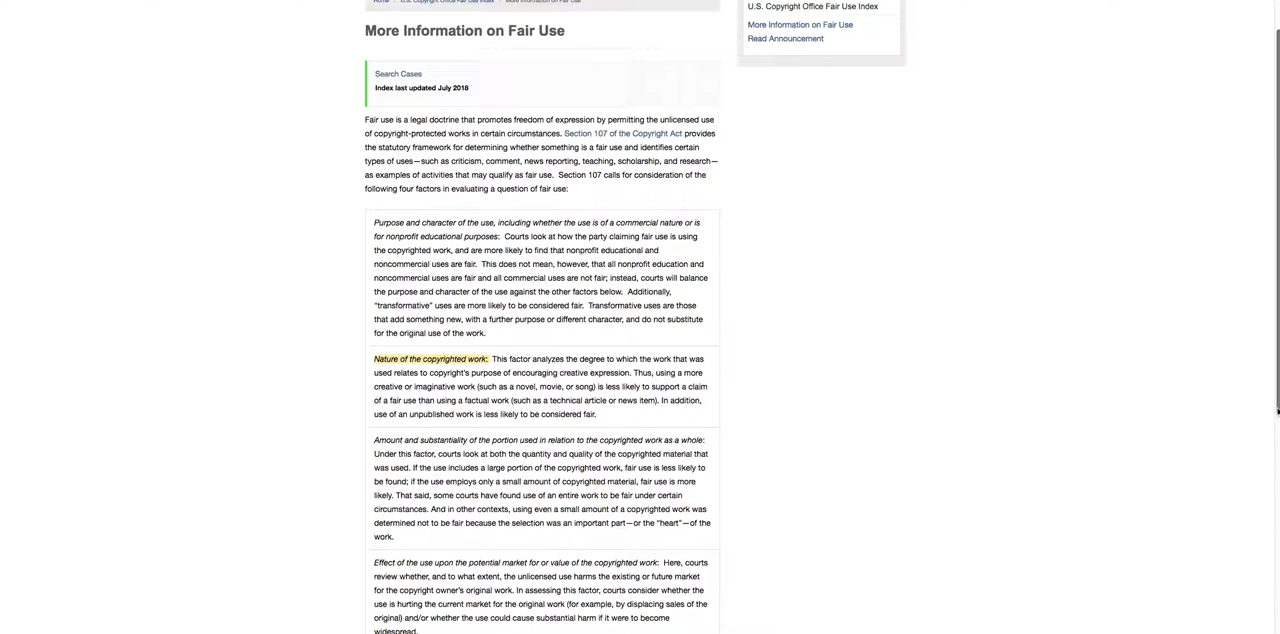 Home › U.S. Copyright Office Fair Use Index › More Information on Fair Use
U.S. Copyright Office Fair Use Index
More Information on Fair Use
Read Announcement
More Information on Fair Use
Search Cases
Index last updated July 2018
Fair use is a legal doctrine that promotes freedom of expression by permitting the unlicensed use
of copyright-protected works in certain circumstances. Section 107 of the Copyright Act provides
the statutory framework for determining whether something is a fair use and identifies certain
types of uses—such as criticism, comment, news reporting, teaching, scholarship, and research—
as examples of activities that may qualify as fair use. Section 107 calls for consideration of the
following four factors in evaluating a question of fair use:
Purpose and character of the use, including whether the use is of a commercial nature or is
for nonprofit educational purposes: Courts look at how the party claiming fair use is using
the copyrighted work, and are more likely to find that nonprofit educational and
noncommercial uses are fair. This does not mean, however, that all nonprofit education and
noncommercial uses are fair and all commercial uses are not fair; instead, courts will balance
the purpose and character of the use against the other factors below. Additionally,
“transformative” uses are more likely to be considered fair. Transformative uses are those
that add something new, with a further purpose or different character, and do not substitute
for the original use of the work.
Nature of the copyrighted work: This factor analyzes the degree to which the work that was
used relates to copyright’s purpose of encouraging creative expression. Thus, using a more
creative or imaginative work (such as a novel, movie, or song) is less likely to support a claim
of a fair use than using a factual work (such as a technical article or news item). In addition,
use of an unpublished work is less likely to be considered fair.
Amount and substantiality of the portion used in relation to the copyrighted work as a whole:
Under this factor, courts look at both the quantity and quality of the copyrighted material that
was used. If the use includes a large portion of the copyrighted work, fair use is less likely to
be found; if the use employs only a small amount of copyrighted material, fair use is more
likely. That said, some courts have found use of an entire work to be fair under certain
circumstances. And in other contexts, using even a small amount of a copyrighted work was
determined not to be fair because the selection was an important part—or the “heart”—of the
work.
Effect of the use upon the potential market for or value of the copyrighted work: Here, courts
review whether, and to what extent, the unlicensed use harms the existing or future market
for the copyright owner’s original work. In assessing this factor, courts consider whether the
use is hurting the current market for the original work (for example, by displacing sales of the
original) and/or whether the use could cause substantial harm if it were to become
widespread.